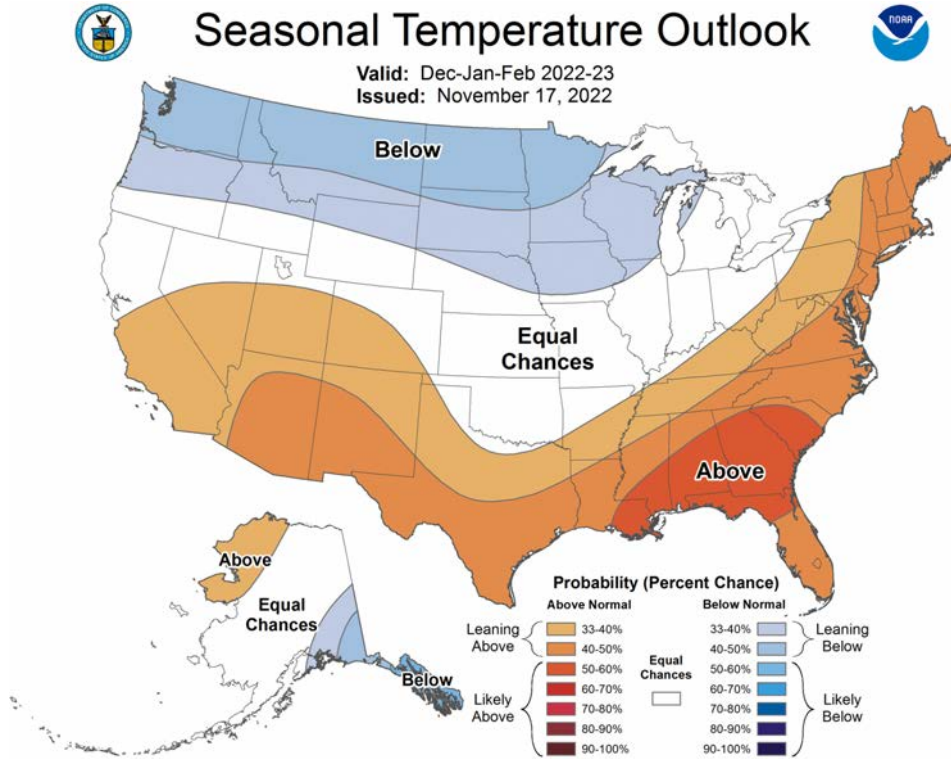 Seasonal Temperature Outlook
NOAA
Valid: Dec-Jan-Feb 2022-23
Issued: November 17, 2022
Below
Equal
Chances
Above
Above
Equal
Chances
Below
Probability (Percent Chance)
Above Normal
Below Normal
Leaning
Above
33-40%
40-50%
Likely
Above
50-60%
60-70%
70-80%
80-90%
90-100%
Equal
Chances
33-40%
40-50%
Leaning
Below
50-60%
60-70%
70-80%
80-90%
90-100%
Likely
Below